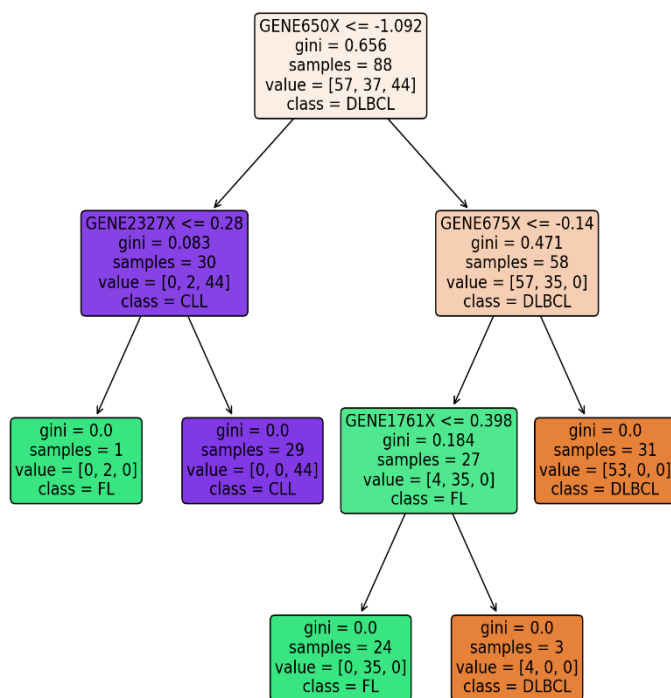 GENE650X <= -1.092
gini = 0.656
samples = 88
value = [57, 37, 44]
class = DLBCL
GENE2327X <= 0.28
gini = 0.083
samples = 30
value = [0, 2, 44]
class = CLL
GENE675X <= -0.14
gini = 0.471
samples = 58
value = [57, 35, 0]
class = DLBCL
gini = 0.0
samples = 1
value = [0, 2, 0]
class = FL
gini = 0.0
samples = 29
value = [0, 0, 44]
class = CLL
GENE1761X <= 0.398
gini = 0.184
samples = 27
value = [4, 35, 0]
class = FL
gini = 0.0
samples = 31
value = [53, 0, 0]
class = DLBCL
gini = 0.0
samples = 24
value = [0, 35, 0]
class = FL
gini = 0.0
samples = 3
value = [4, 0, 0]
class = DLBCL